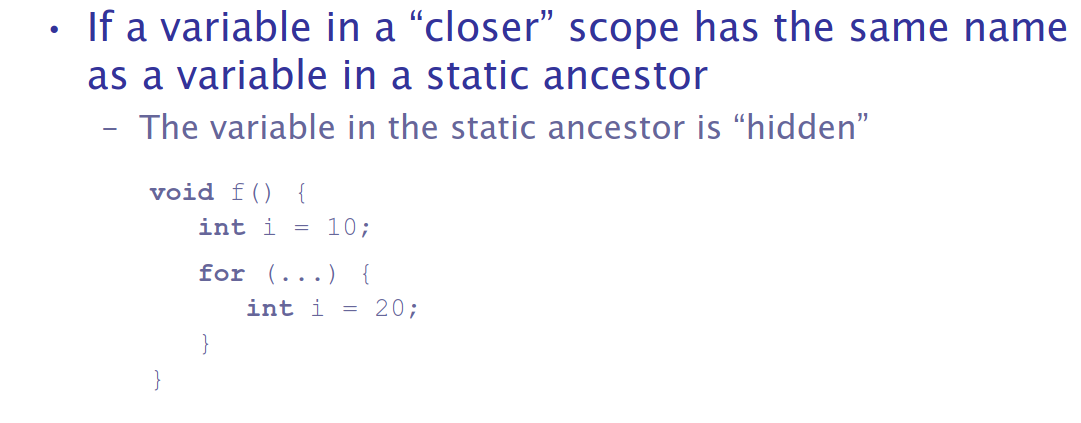 • If a variable in a “closer” scope has the same name
as a variable in a static ancestor
– The variable in the static ancestor is “hidden”
void f() {
int i = 10;
for (...) {
int i = 20;
}
}